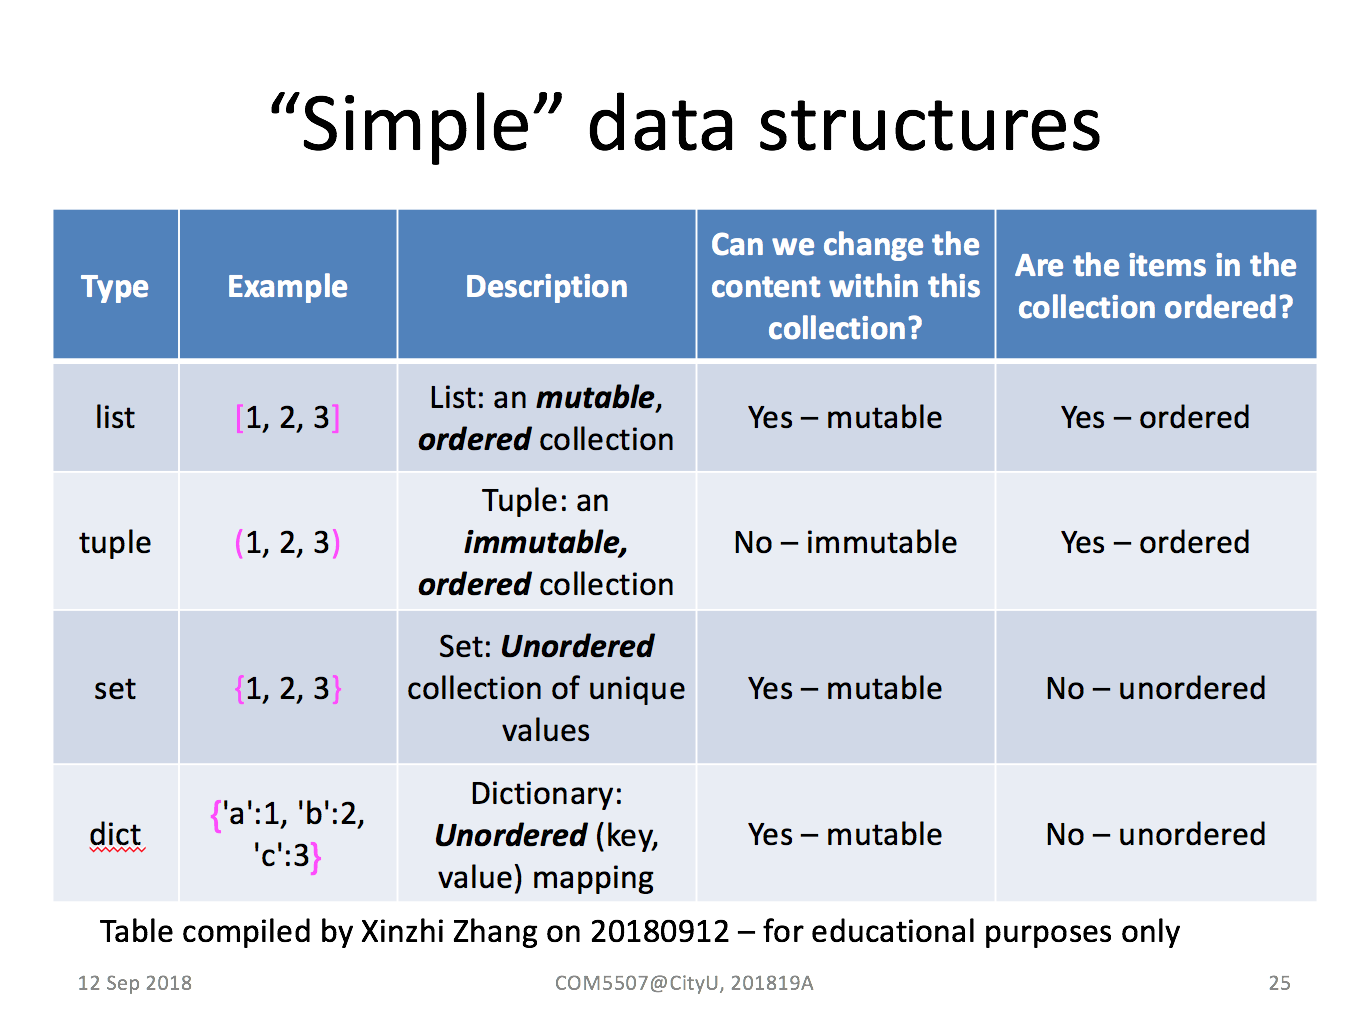 “Simple” data structures
Type
Example
Description
Can we change the
content within this
collection?
Are the items in the
collection ordered?
list
[1, 2, 3]
List: an mutable,
ordered collection
Yes – mutable
Yes – ordered
tuple
(1, 2, 3)
Tuple: an
immutable,
ordered collection
No – immutable
Yes – ordered
set
{1, 2, 3}
Set: Unordered
collection of unique
values
Yes – mutable
No – unordered
dict
{'a':1, 'b':2,
'c':3}
Dictionary:
Unordered (key,
value) mapping
Yes – mutable
No – unordered
Table compiled by Xinzhi Zhang on 20180912 – for educational purposes only
12 Sep 2018
COM5507@CityU, 201819A
25